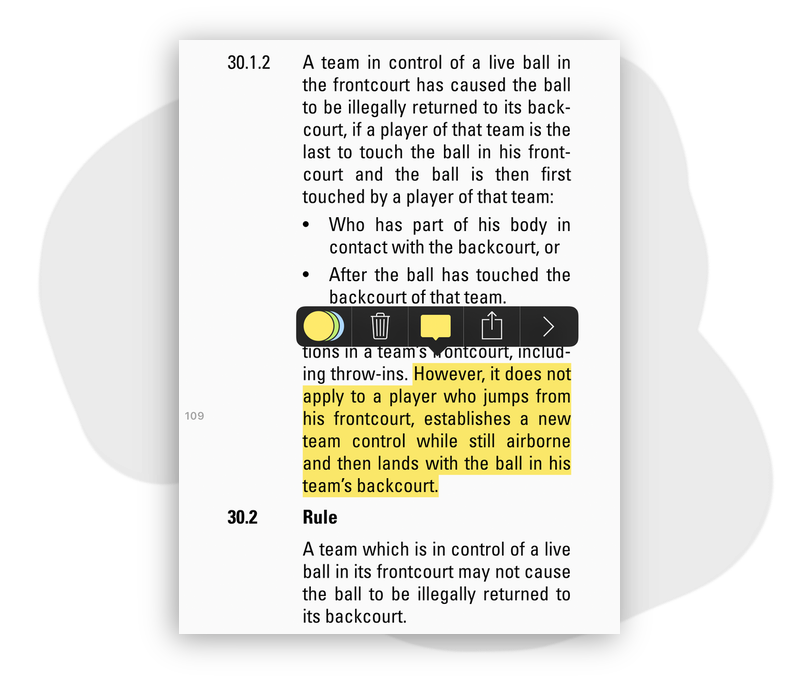 30.1.2 A team in control of a live ball in
the frontcourt has caused the ball
to be illegally returned to its back-
court, if a player of that team is the
last to touch the ball in his front-
court and the ball is then first
touched by a player of that team:
• Who has part of his body in
contact with the backcourt, or
• After the ball has touched the
backcourt of that team.
tions in a team's frontcourt, includ-
ing throw-ins. However, it does not
apply to a player who jumps from
his frontcourt, establishes a new
team control while still airborne
and then lands with the ball in his
team's backcourt.
109
30.2 Rule
A team which is in control of a live
ball in its frontcourt may not cause
the ball to be illegally returned to
its backcourt.